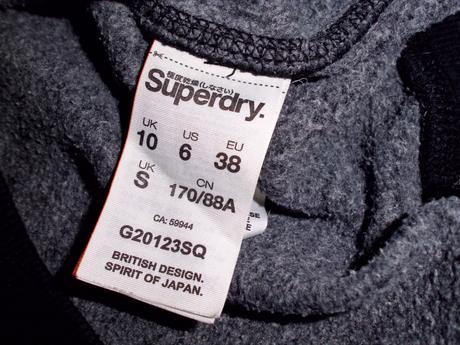 極度乾燥(しなさい)
Superdry.
UK US EU
10 6 38
UK CN
S 170/88A
CA: 59944
G20123SQ
BRITISH DESIGN.
SPIRIT OF JAPAN.